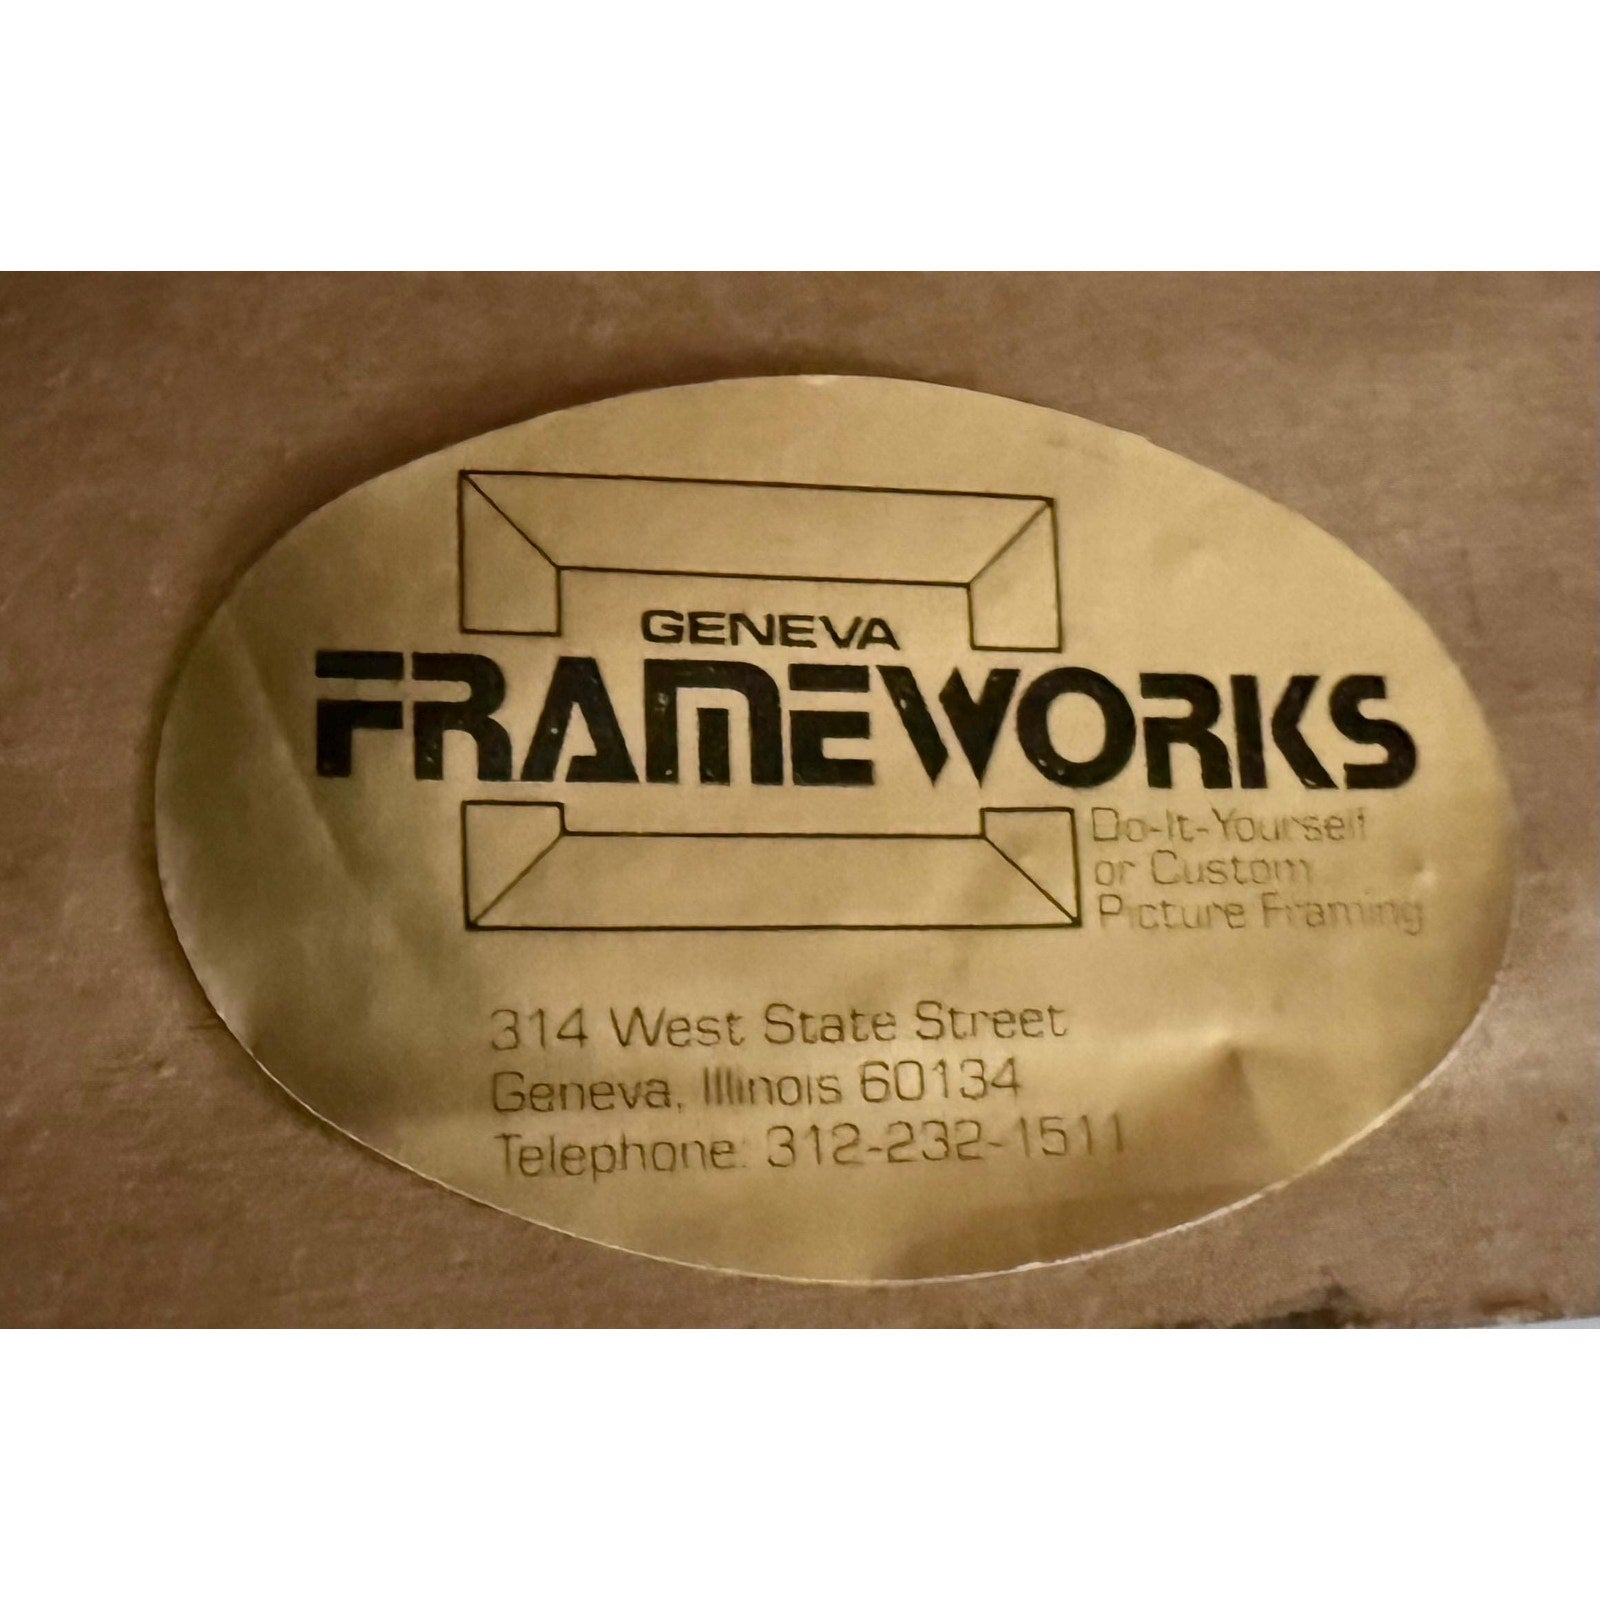 GENEVA
FRAMEWORKS
Do-It-Yourself
or Custom
Picture Framing
314 West State Street
Geneva, Illinois 60134
Telephone: 312-232-1511